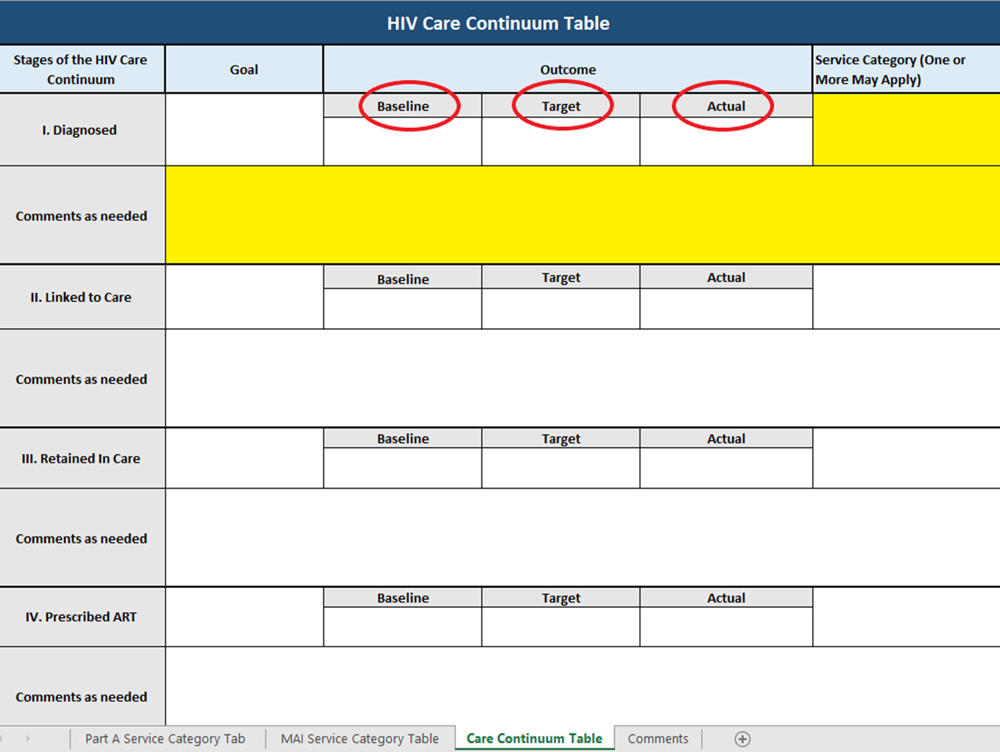 HIV Care Continuum Table
Stages of the HIV Care
Continuum
Goal
Outcome
Service Category (One or
More May Apply)
I. Diagnosed
Baseline
Target
Actual
Comments as needed
II. Linked to Care
Baseline
Target
Actual
Comments as needed
III. Retained In Care
Baseline
Target
Actual
Comments as needed
IV. Prescribed ART
Baseline
Target
Actual
Comments as needed
Part A Service Category Tab
MAI Service Category Table
Care Continuum Table
Comments